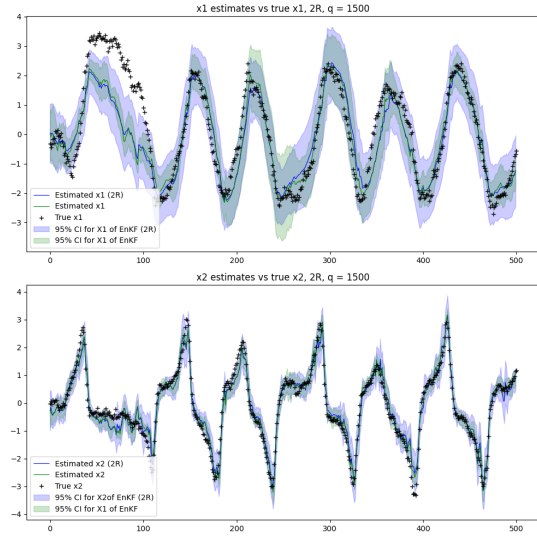 x1 estimates vs true x1, 2R, q = 1500
4
3
2
1
0
−1
−2
−3
Estimated x1 (2R)
Estimated x1
True x1
95% CI for X1 of EnKF (2R)
95% CI for X1 of EnKF
0 100 200 300 400 500
x2 estimates vs true x2, 2R, q = 1500
4
3
2
1
0
−1
−2
−3
−4
Estimated x2 (2R)
Estimated x2
True x2
95% CI for X2of EnKF (2R)
95% CI for X1 of EnKF
0 100 200 300 400 500